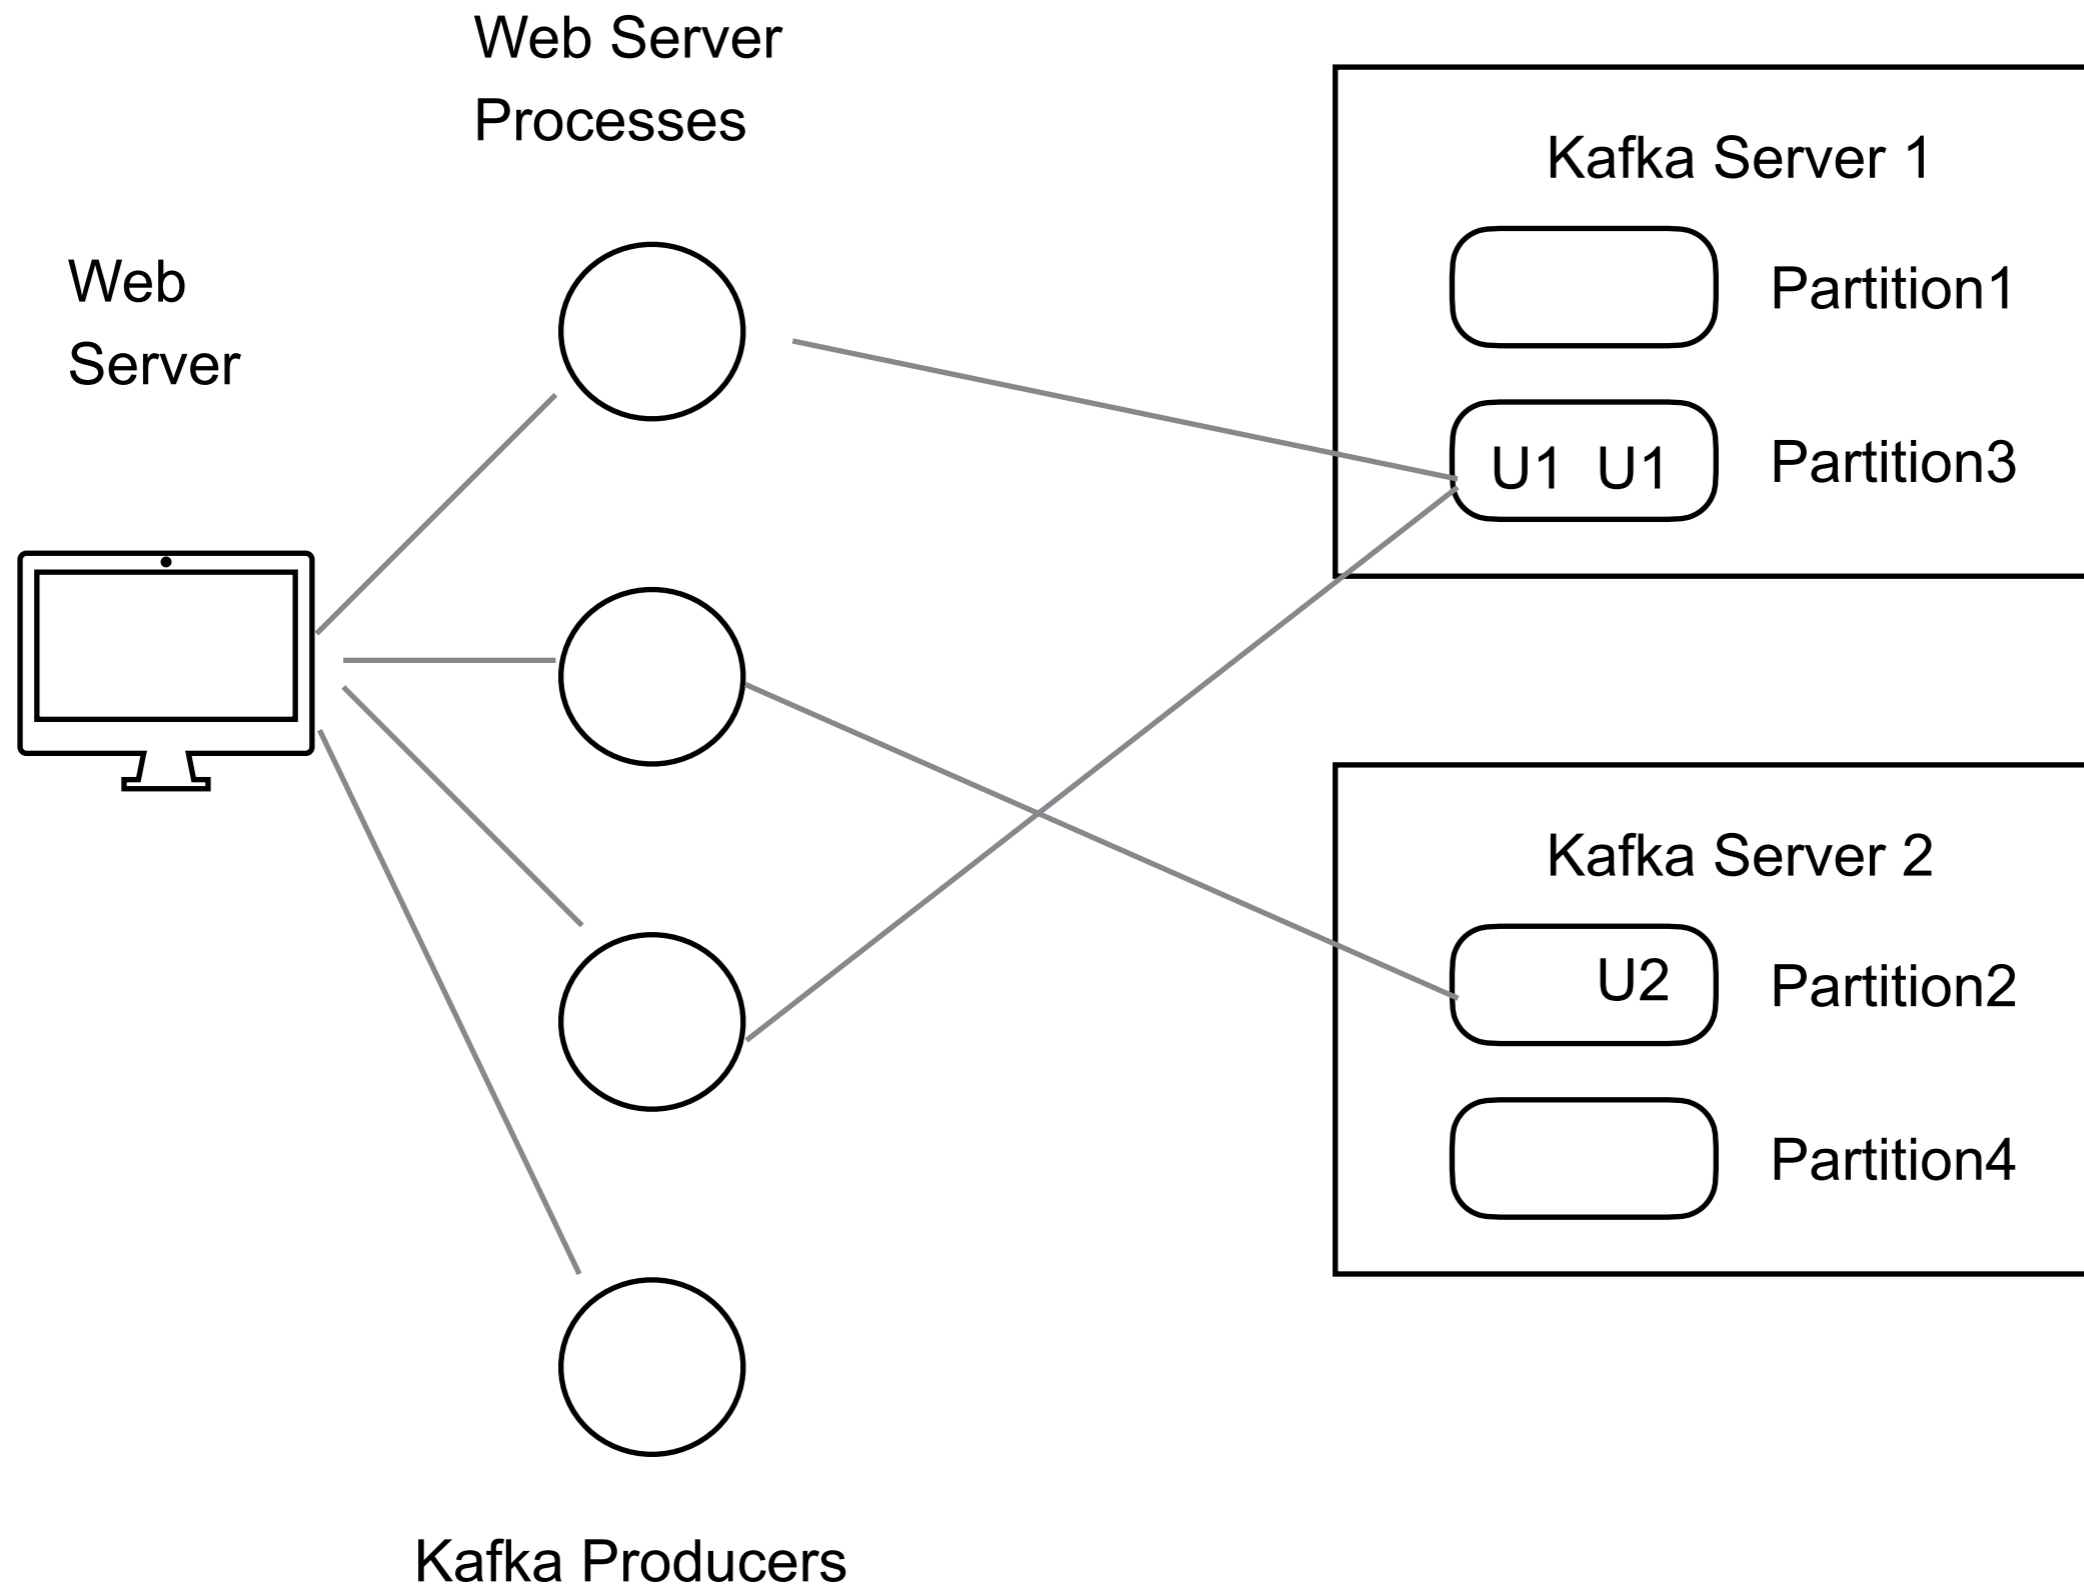 Web Server
Processes
Web
Server
Kafka Server 1
Partition1
U1 U1
Partition3
Kafka Server 2
U2
Partition2
Partition4
Kafka Producers